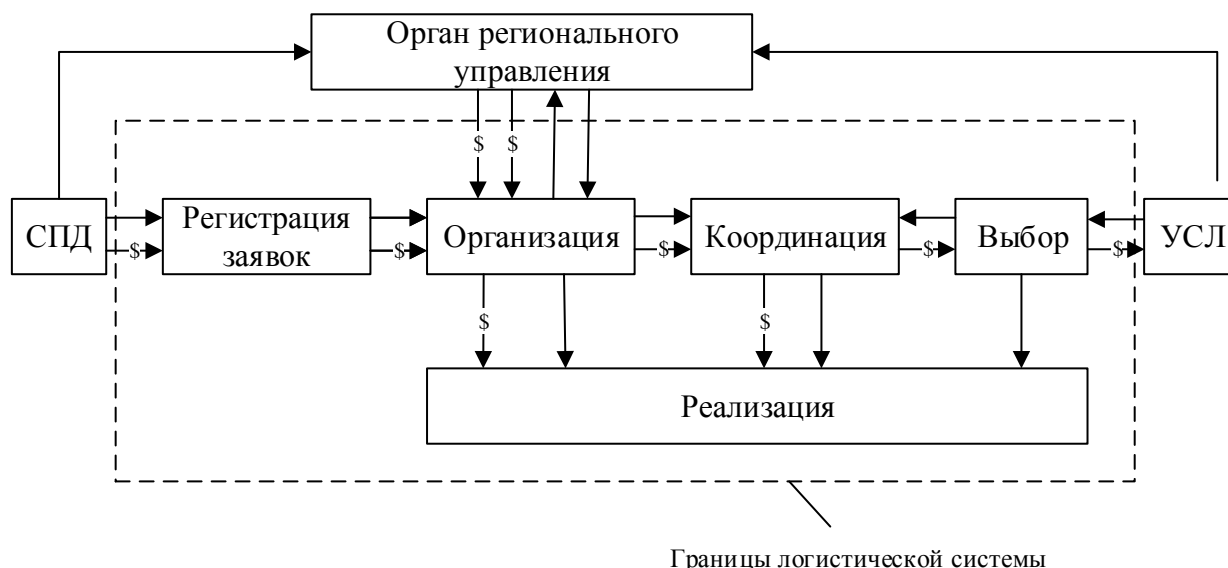 Орган регионального
управления
$ $
СПД
$
Регистрация
заявок
$
Организация
$
Координация
$
Выбор
$
УСЛ
$
$
Реализация
Границы логистической системы